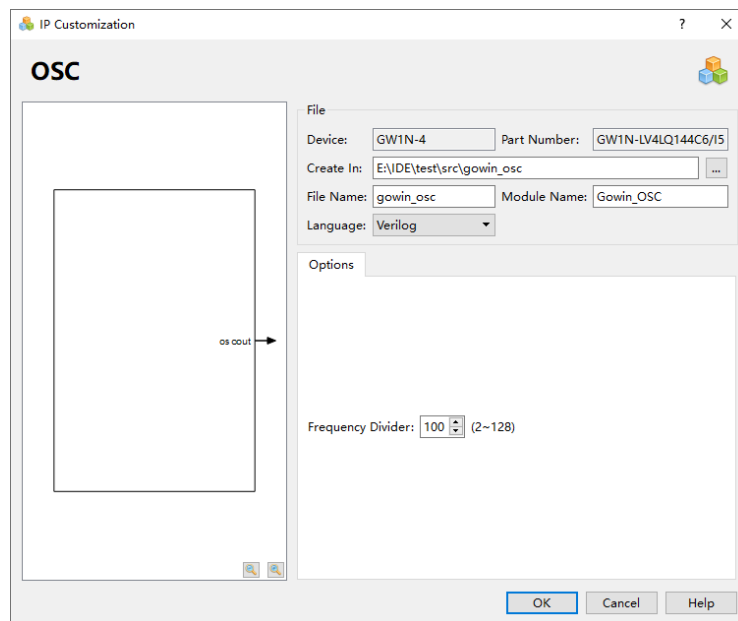 IP Customization
OSC
File
Device: GW1N-4 Part Number: GW1N-LV4LQ144C6/I5
Create In: E:\IDE\test\src\gowin_osc ...
File Name: gowin_osc Module Name: Gowin_OSC
Language: Verilog
Options
oscout
Frequency Divider: 100 (2~128)
OK Cancel Help